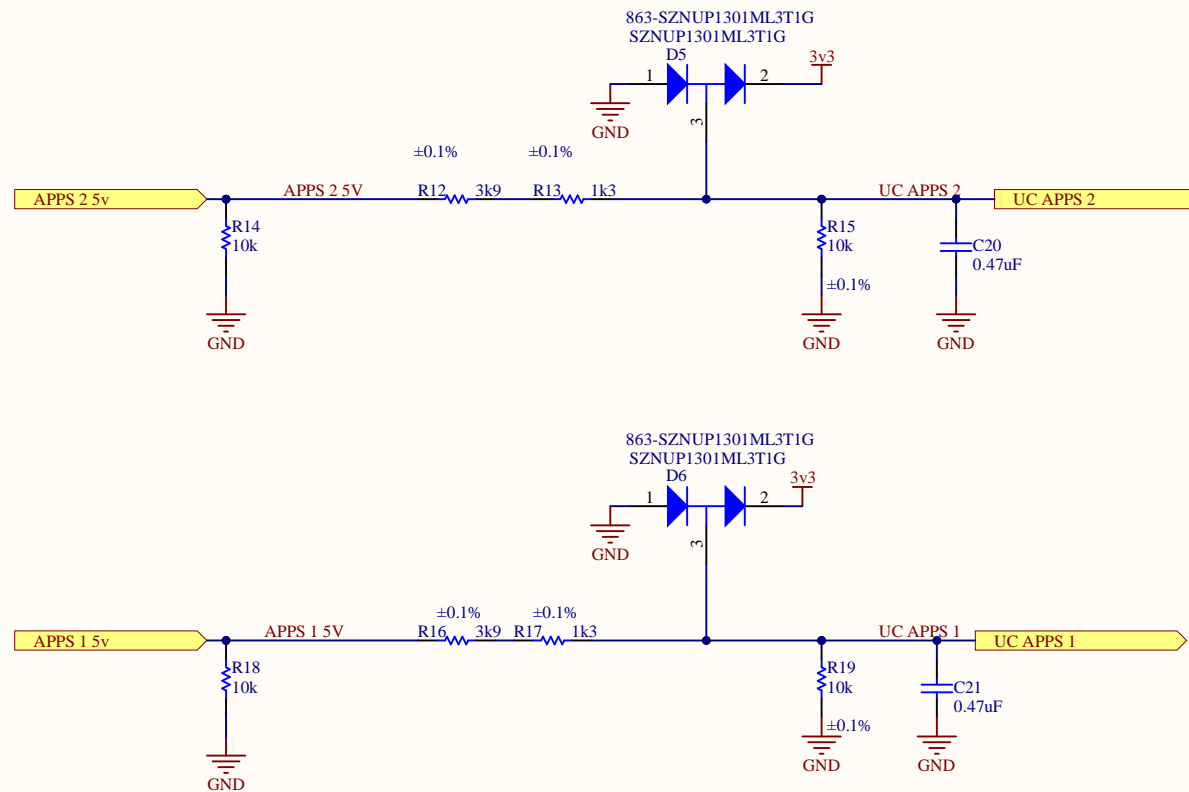 863-SZNUP1301ML3T1G
SZNUP1301ML3T1G
D5
3v3
1
2
GND
3
±0.1%
±0.1%
APPS 2 5v
APPS 2 5V
R12
3k9
R13
1k3
UC APPS 2
UC APPS 2
R14
10k
R15
10k
C20
0.47uF
±0.1%
GND
GND
GND
863-SZNUP1301ML3T1G
SZNUP1301ML3T1G
D6
3v3
1
2
GND
3
±0.1%
±0.1%
APPS 1 5v
APPS 1 5V
R16
3k9
R17
1k3
UC APPS 1
UC APPS 1
R18
10k
R19
10k
C21
0.47uF
±0.1%
GND
GND
GND